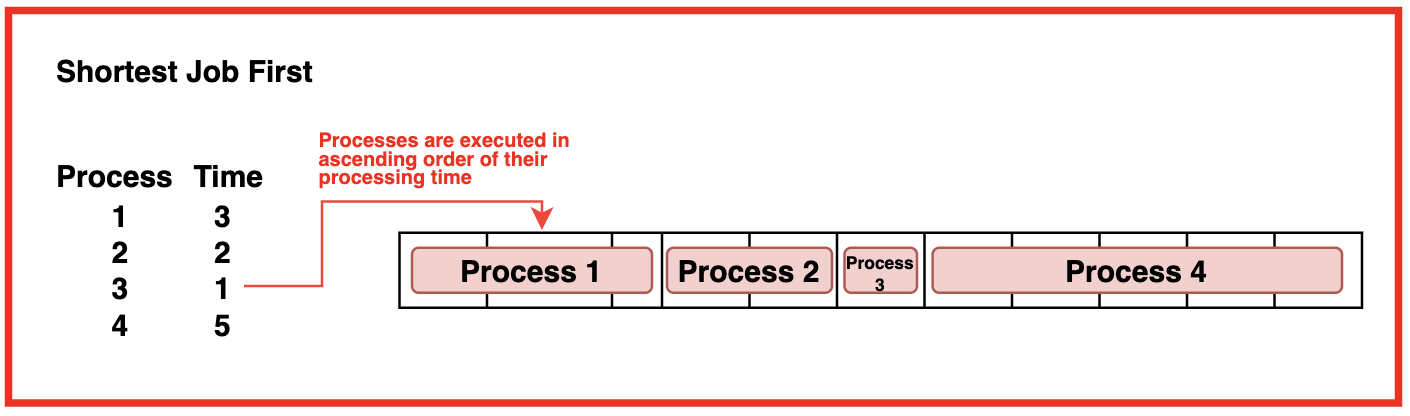 Shortest Job First
Processes are executed in
ascending order of their
processing time
Process Time
1 3
2 2
3 1
4 5
Process 1 Process 2 Process 4
Process
3